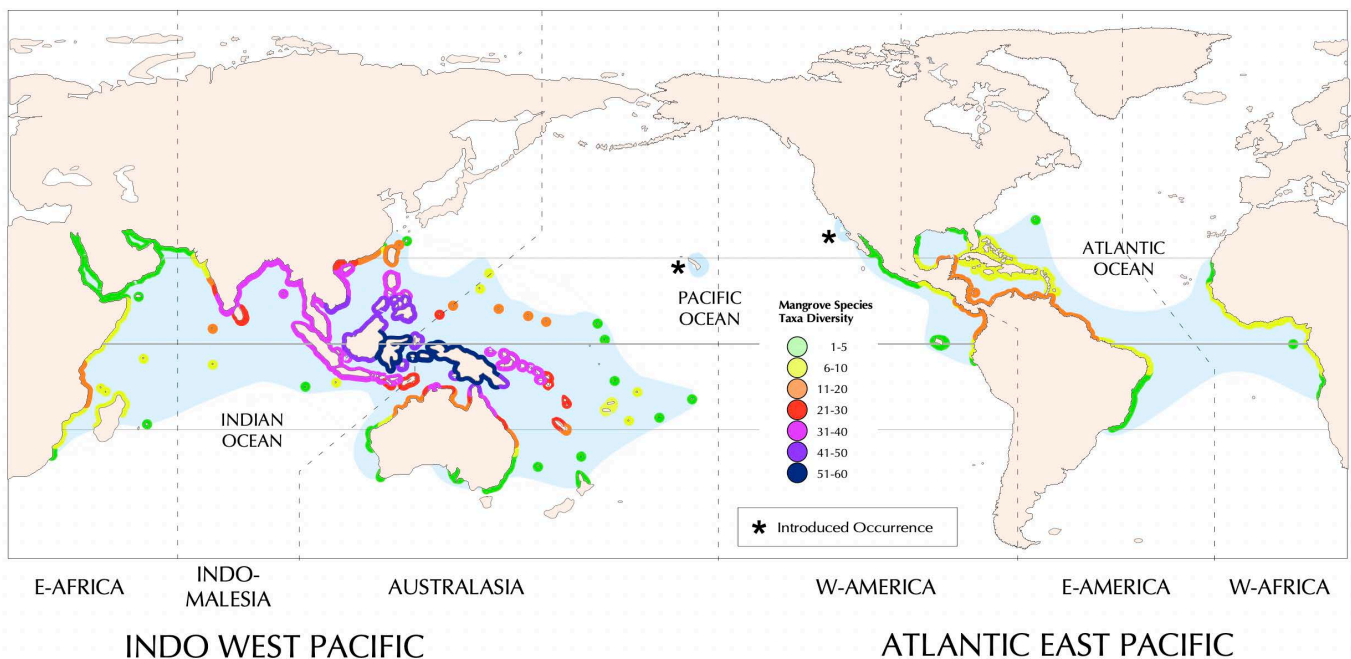 ATLANTIC
OCEAN
PACIFIC
OCEAN
INDIAN
OCEAN
Mangrove Species
Taxa Diversity
1-5
6-10
11-20
21-30
31-40
41-50
51-60
* Introduced Occurrence
E-AFRICA
INDO-
MALESIA
AUSTRALASIA
W-AMERICA
E-AMERICA
W-AFRICA
INDO WEST PACIFIC
ATLANTIC EAST PACIFIC